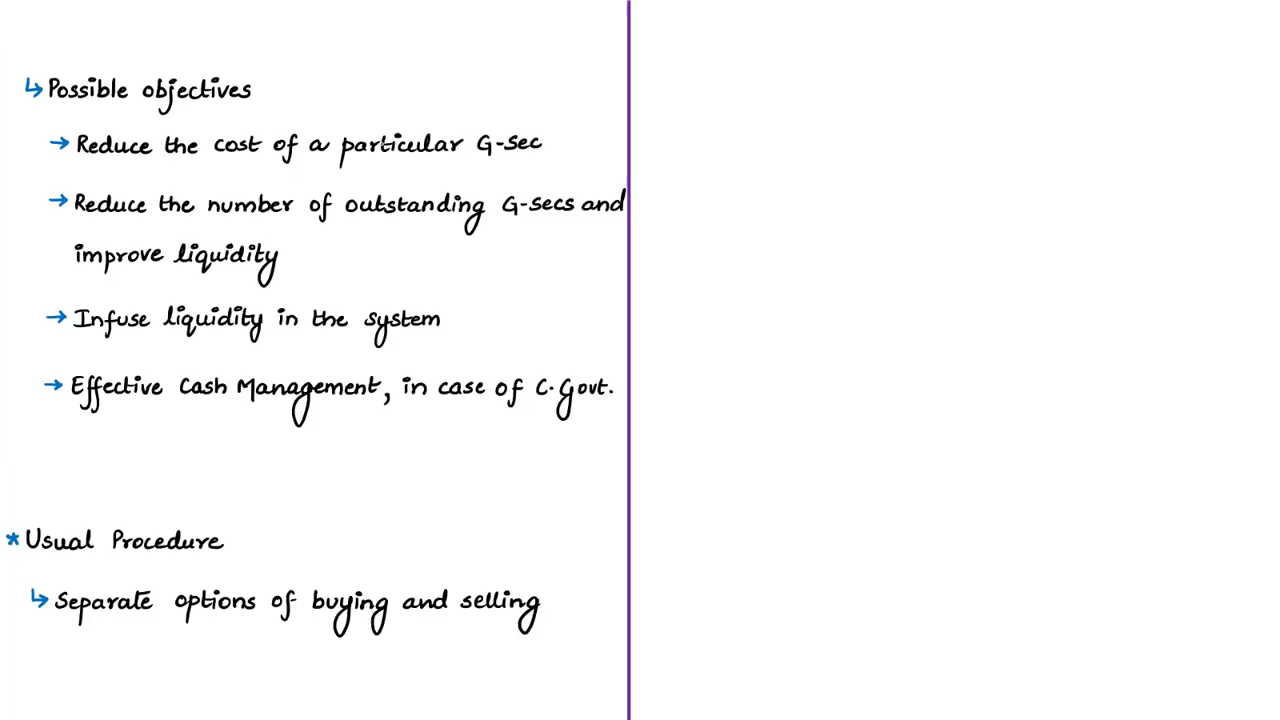 ↳ Possible objectives
→ Reduce the cost of a particular G-Sec
→ Reduce the number of outstanding G-secs and
improve liquidity
→ Infuse liquidity in the system
→ Effective Cash Management, in case of C.Govt.
* Usual Procedure
↳ Separate options of buying and selling